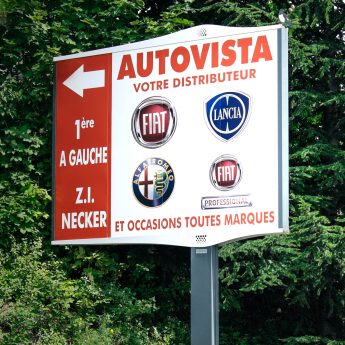 AUTOVISTA
VOTRE DISTRIBUTEUR
1ère
A GAUCHE
Z.I.
NECKER
FIAT
LANCIA
ALFA ROMEO
FIAT
PROFESSIONAL
ET OCCASIONS TOUTES MARQUES